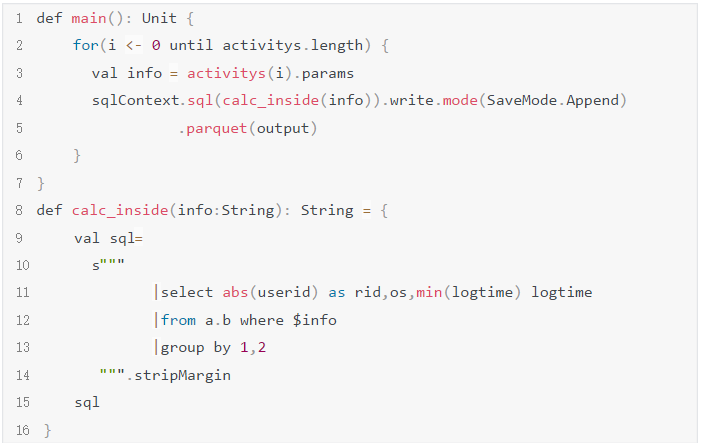 1 def main(): Unit {
2 for(i <- 0 until activitys.length) {
3 val info = activitys(i).params
4 sqlContext.sql(calc_inside(info)).write.mode(SaveMode.Append)
5 .parquet(output)
6 }
7 }
8 def calc_inside(info:String): String = {
9 val sql=
10 s"""
11 |select abs(userid) as rid,os,min(logtime) logtime
12 |from a.b where $info
13 |group by 1,2
14 """.stripMargin
15 sql
16 }